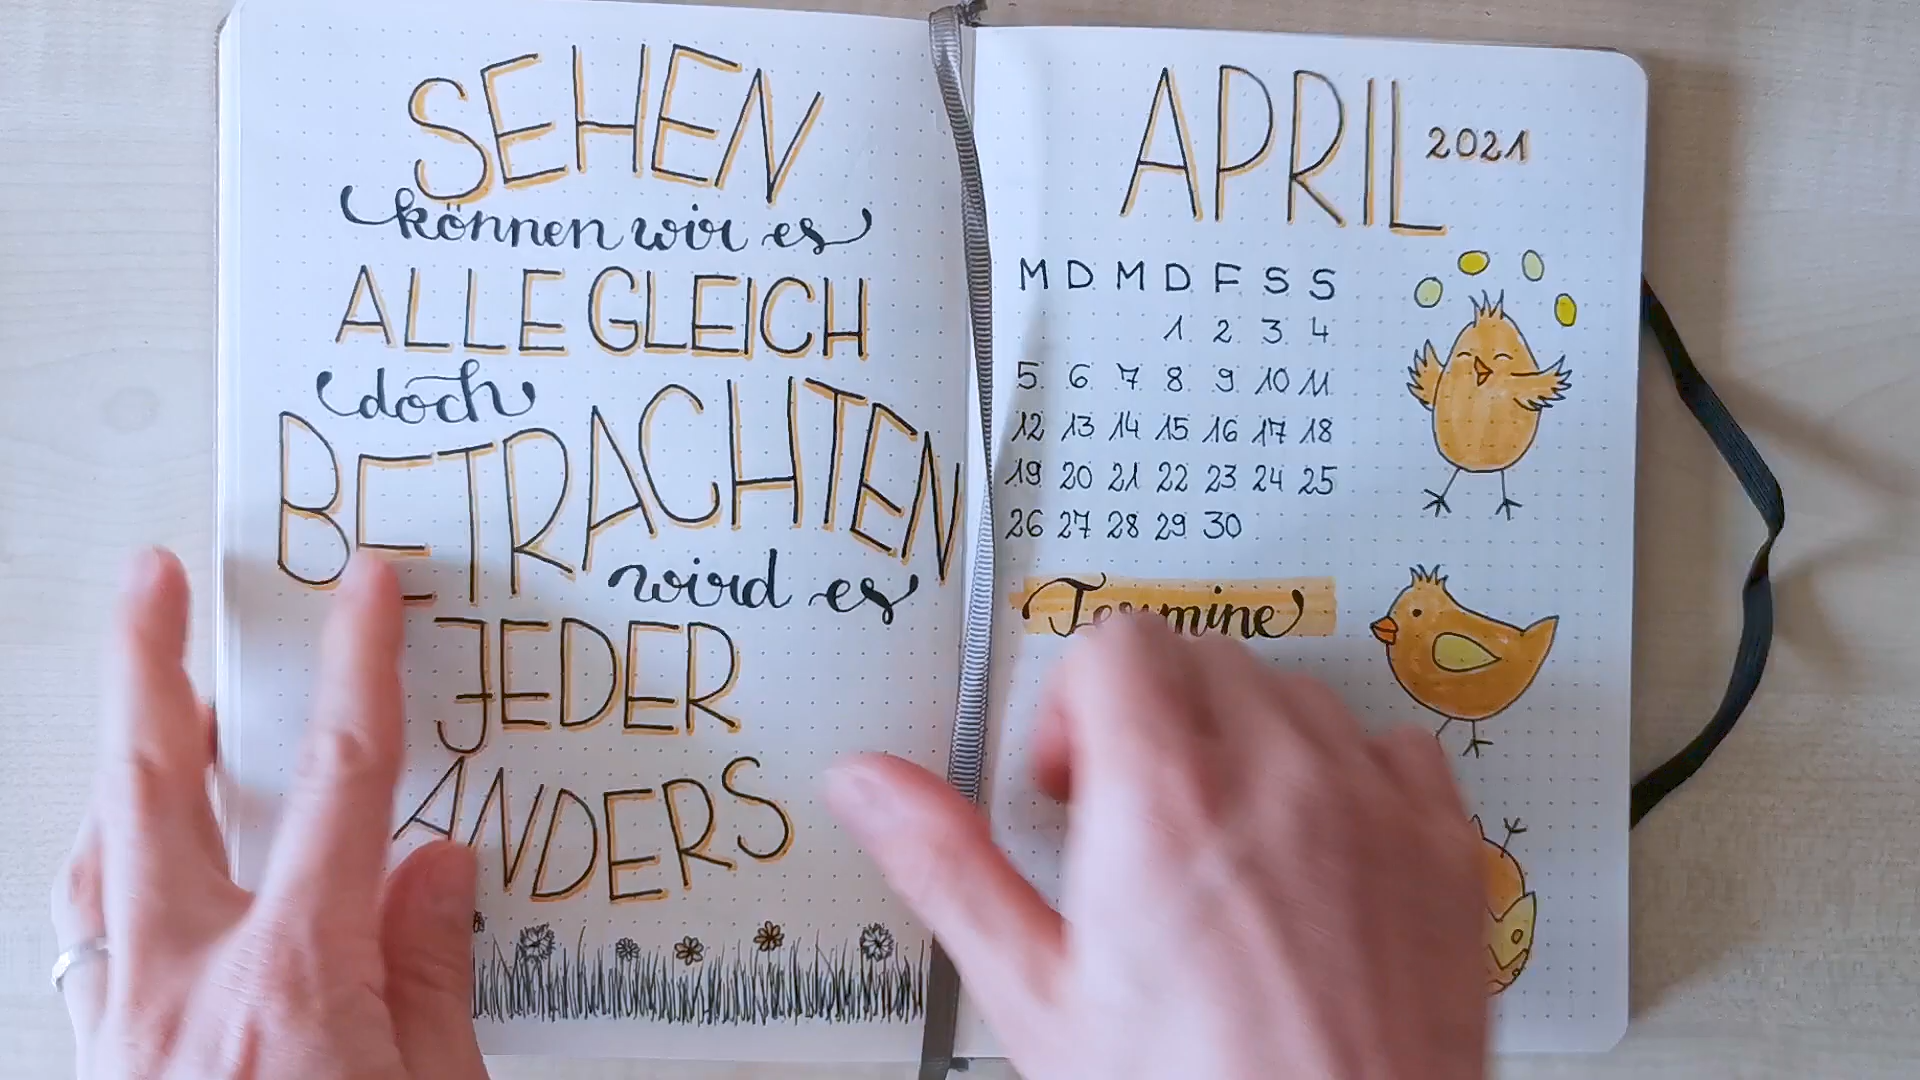 SEHEN
können wir es
ALLE GLEICH
doch
BETRACHTEN
wird es
JEDER
ANDERS
APRIL 2021
M D M D F S S
1 2 3 4
5 6 7 8 9 10 11
12 13 14 15 16 17 18
19 20 21 22 23 24 25
26 27 28 29 30
Termine